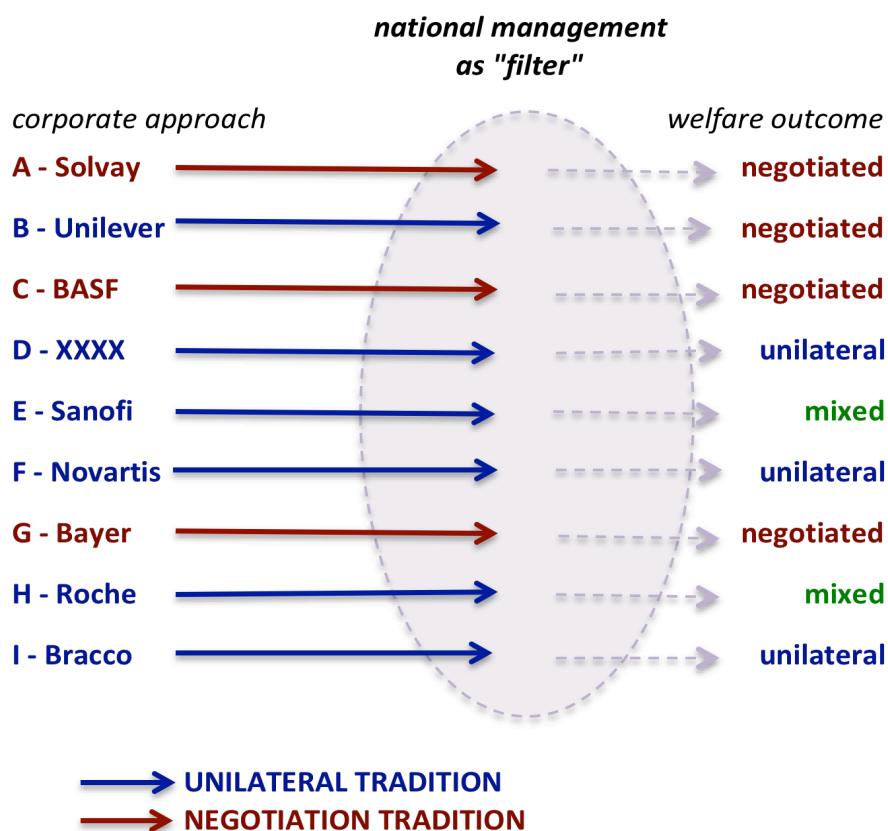 national management
as "filter"
corporate approach
welfare outcome
A - Solvay
negotiated
B - Unilever
negotiated
C - BASF
negotiated
D - XXXX
unilateral
E - Sanofi
mixed
F - Novartis
unilateral
G - Bayer
negotiated
H - Roche
mixed
I - Bracco
unilateral
UNILATERAL TRADITION
NEGOTIATION TRADITION